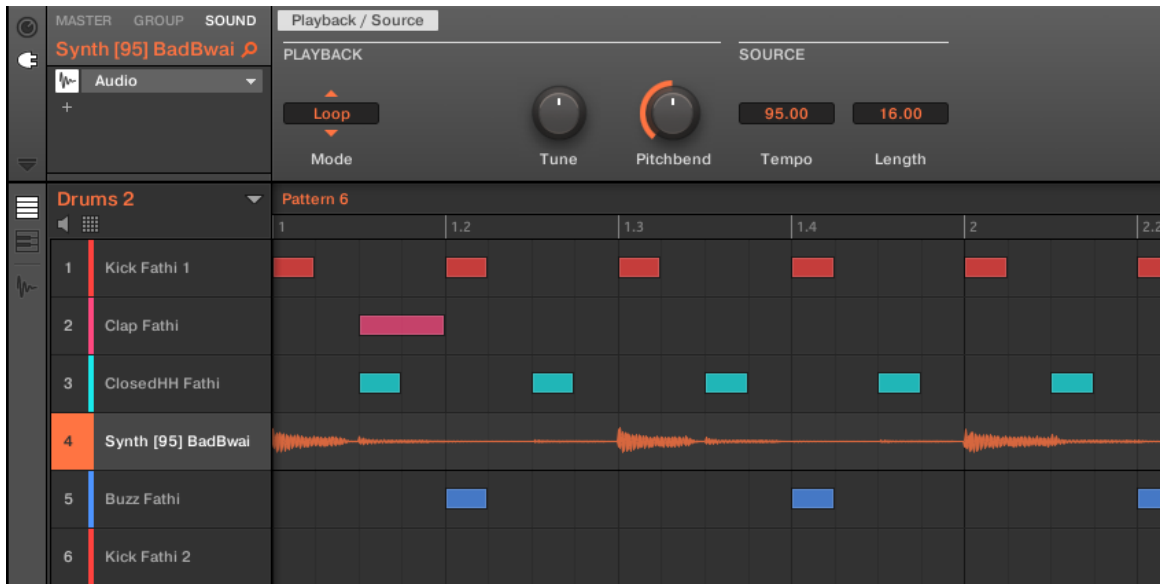 MASTER GROUP SOUND
Synth [95] BadBwai
Audio
+
Playback / Source
PLAYBACK SOURCE
Loop 95.00 16.00
Mode Tune Pitchbend Tempo Length
Drums 2
Pattern 6
1 1.2 1.3 1.4 2 2.2
1 Kick Fathi 1
2 Clap Fathi
3 ClosedHH Fathi
4 Synth [95] BadBwai
5 Buzz Fathi
6 Kick Fathi 2